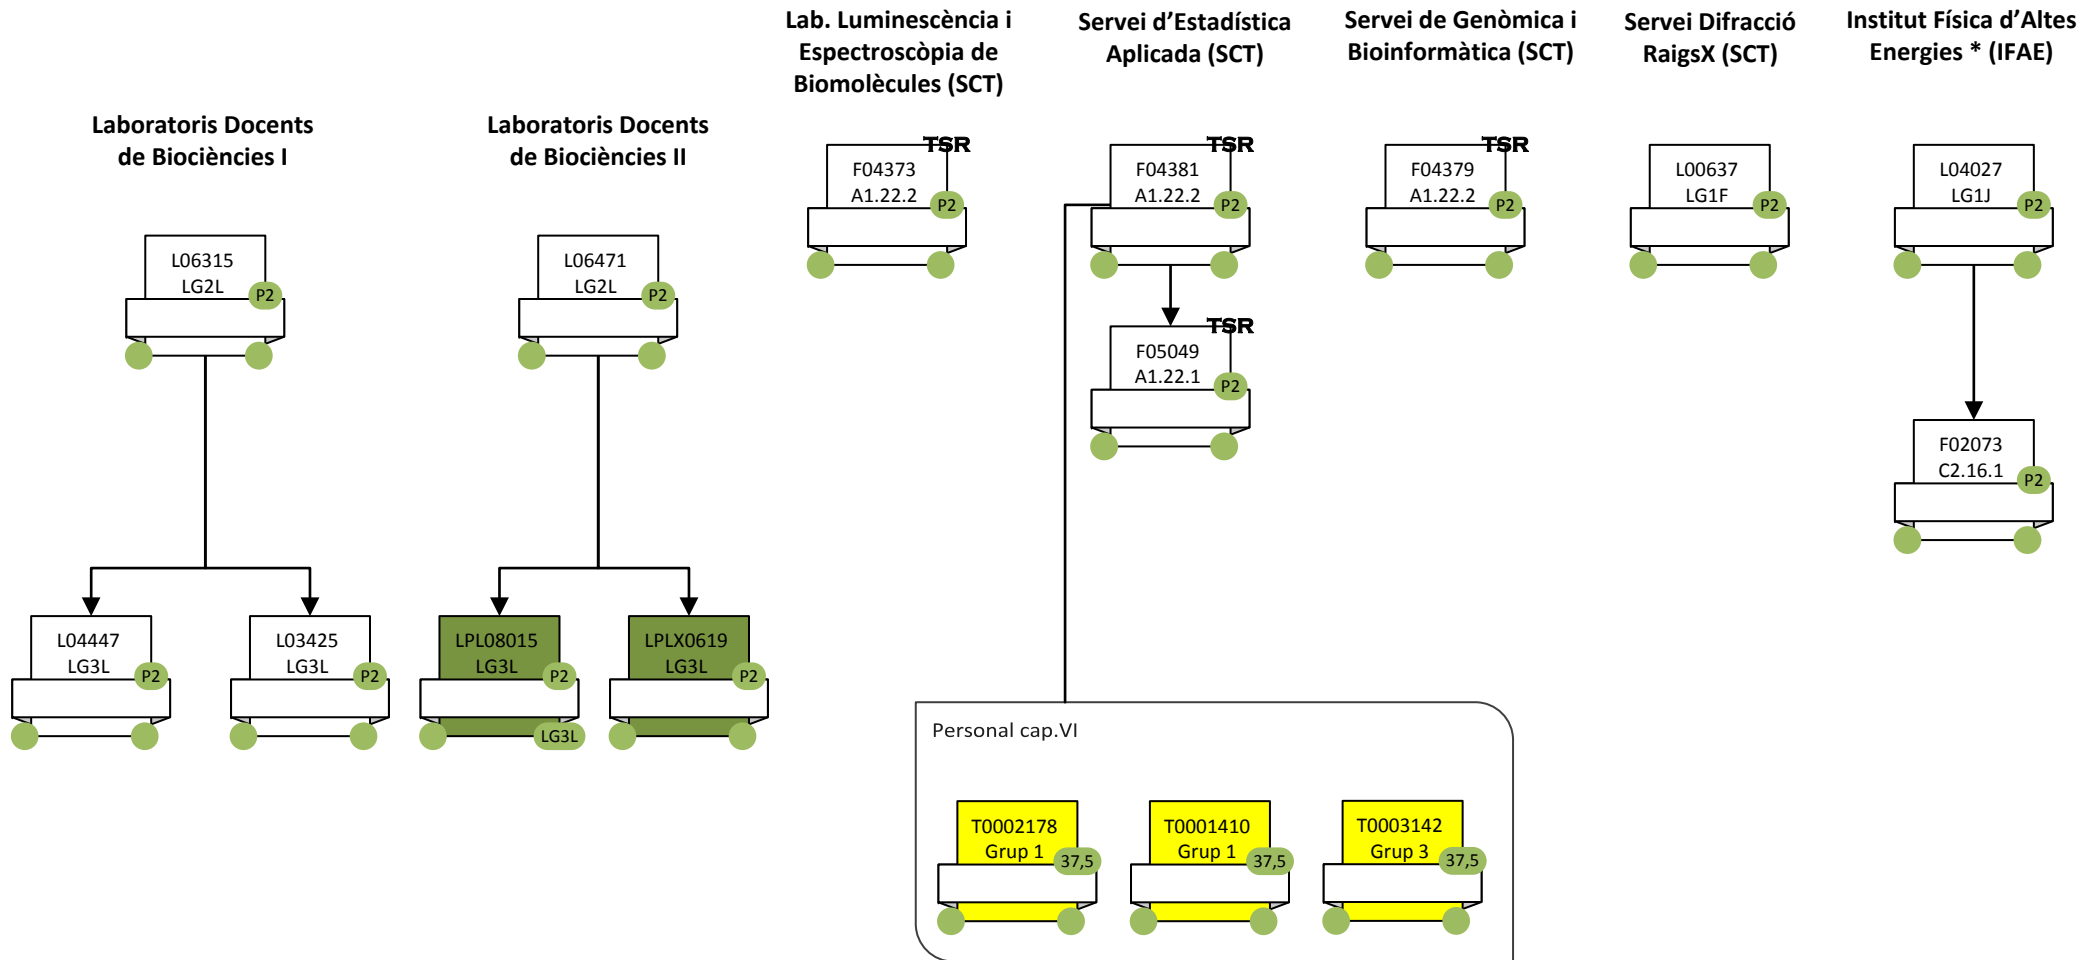 Lab. Luminescència i
Espectroscòpia de
Biomolècules (SCT)
Servei d’Estadística
Aplicada (SCT)
Servei de Genòmica i
Bioinformàtica (SCT)
Servei Difracció
RaigsX (SCT)
Institut Física d’Altes
Energies * (IFAE)
Laboratoris Docents
de Biociències I
Laboratoris Docents
de Biociències II
TSR
F04373
A1.22.2
P2
TSR
F04381
A1.22.2
P2
TSR
F04379
A1.22.2
P2
L00637
LG1F
P2
L04027
LG1J
P2
L06315
LG2L
P2
L06471
LG2L
P2
TSR
F05049
A1.22.1
P2
F02073
C2.16.1
P2
L04447
LG3L
P2
L03425
LG3L
P2
LPL08015
LG3L
P2
LG3L
LPLX0619
LG3L
P2
Personal cap.VI
T0002178
Grup 1
37,5
T0001410
Grup 1
37,5
T0003142
Grup 3
37,5